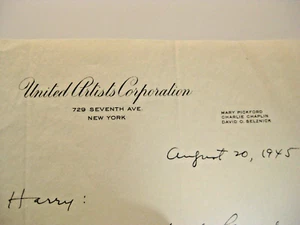 United Artists Corporation
729 SEVENTH AVE.
NEW YORK
MARY PICKFORD
CHARLIE CHAPLIN
DAVID O. SELZNICK
August 20, 1945
Harry: